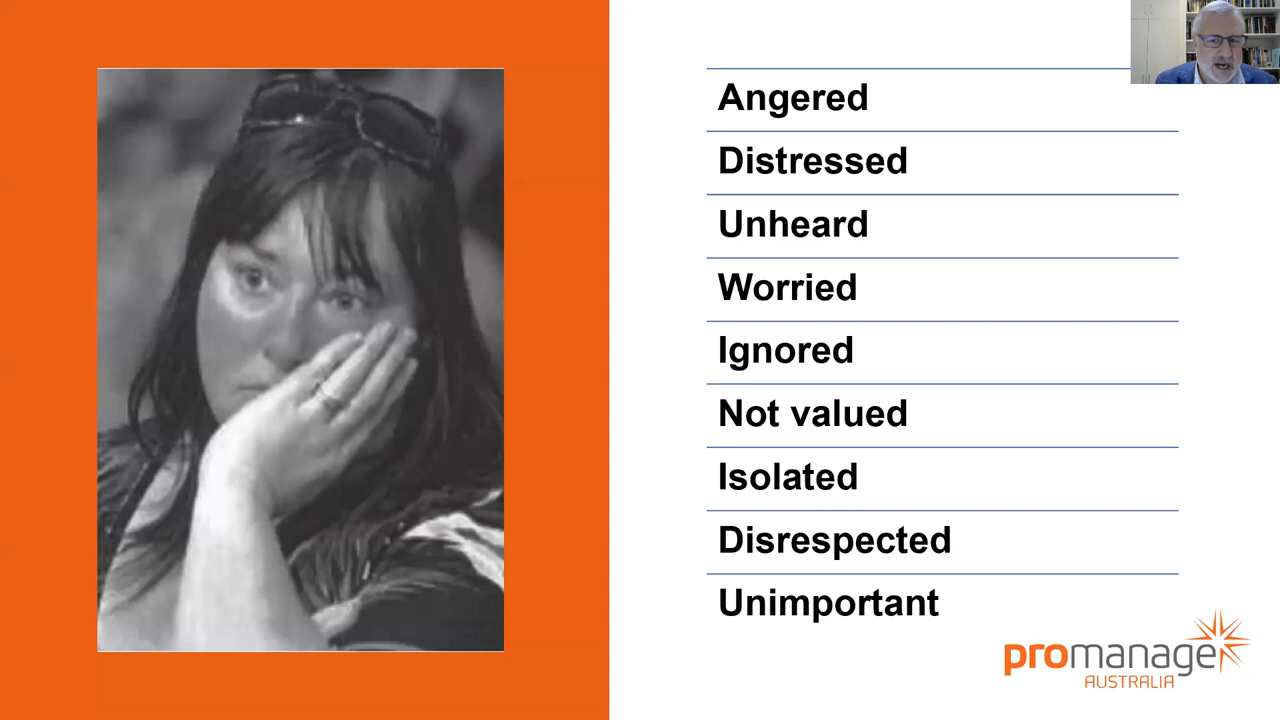 Angered
Distressed
Unheard
Worried
Ignored
Not valued
Isolated
Disrespected
Unimportant
promanage
AUSTRALIA